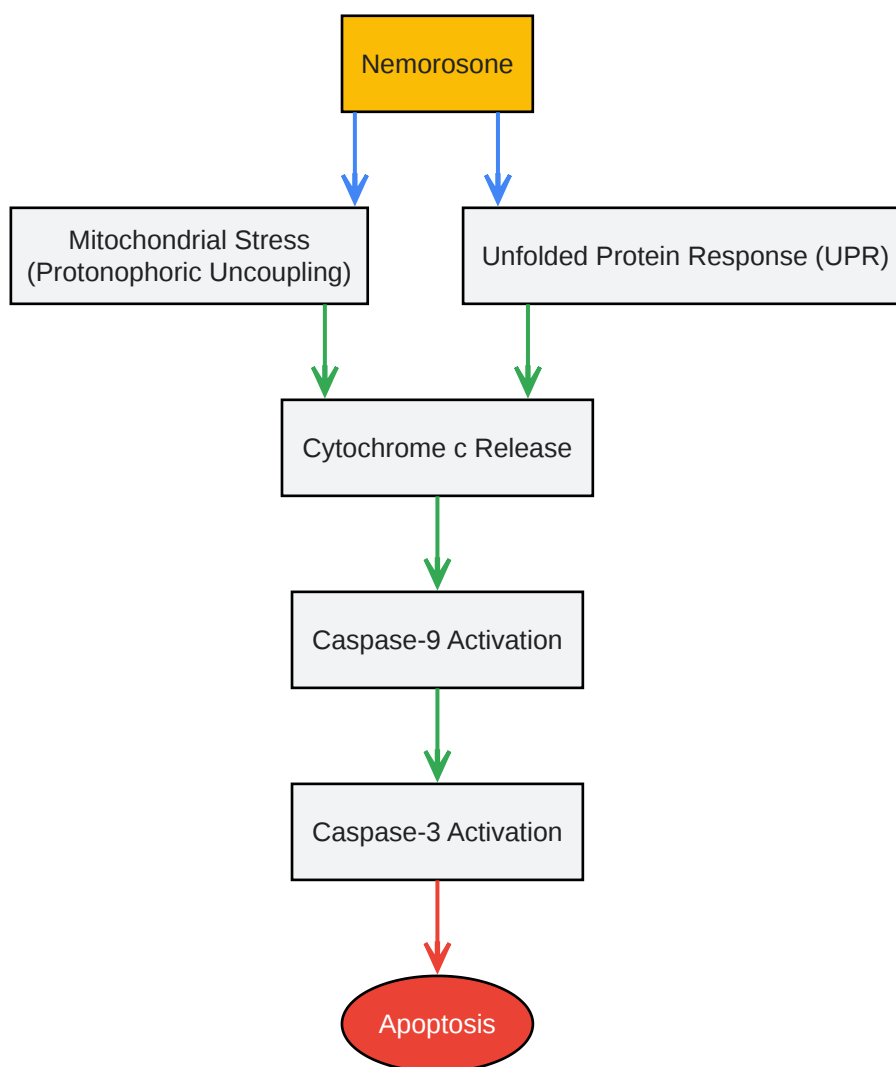 Nemorosone
Mitochondrial Stress
(Protonophoric Uncoupling)
Unfolded Protein Response (UPR)
Cytochrome c Release
Caspase-9 Activation
Caspase-3 Activation
Apoptosis